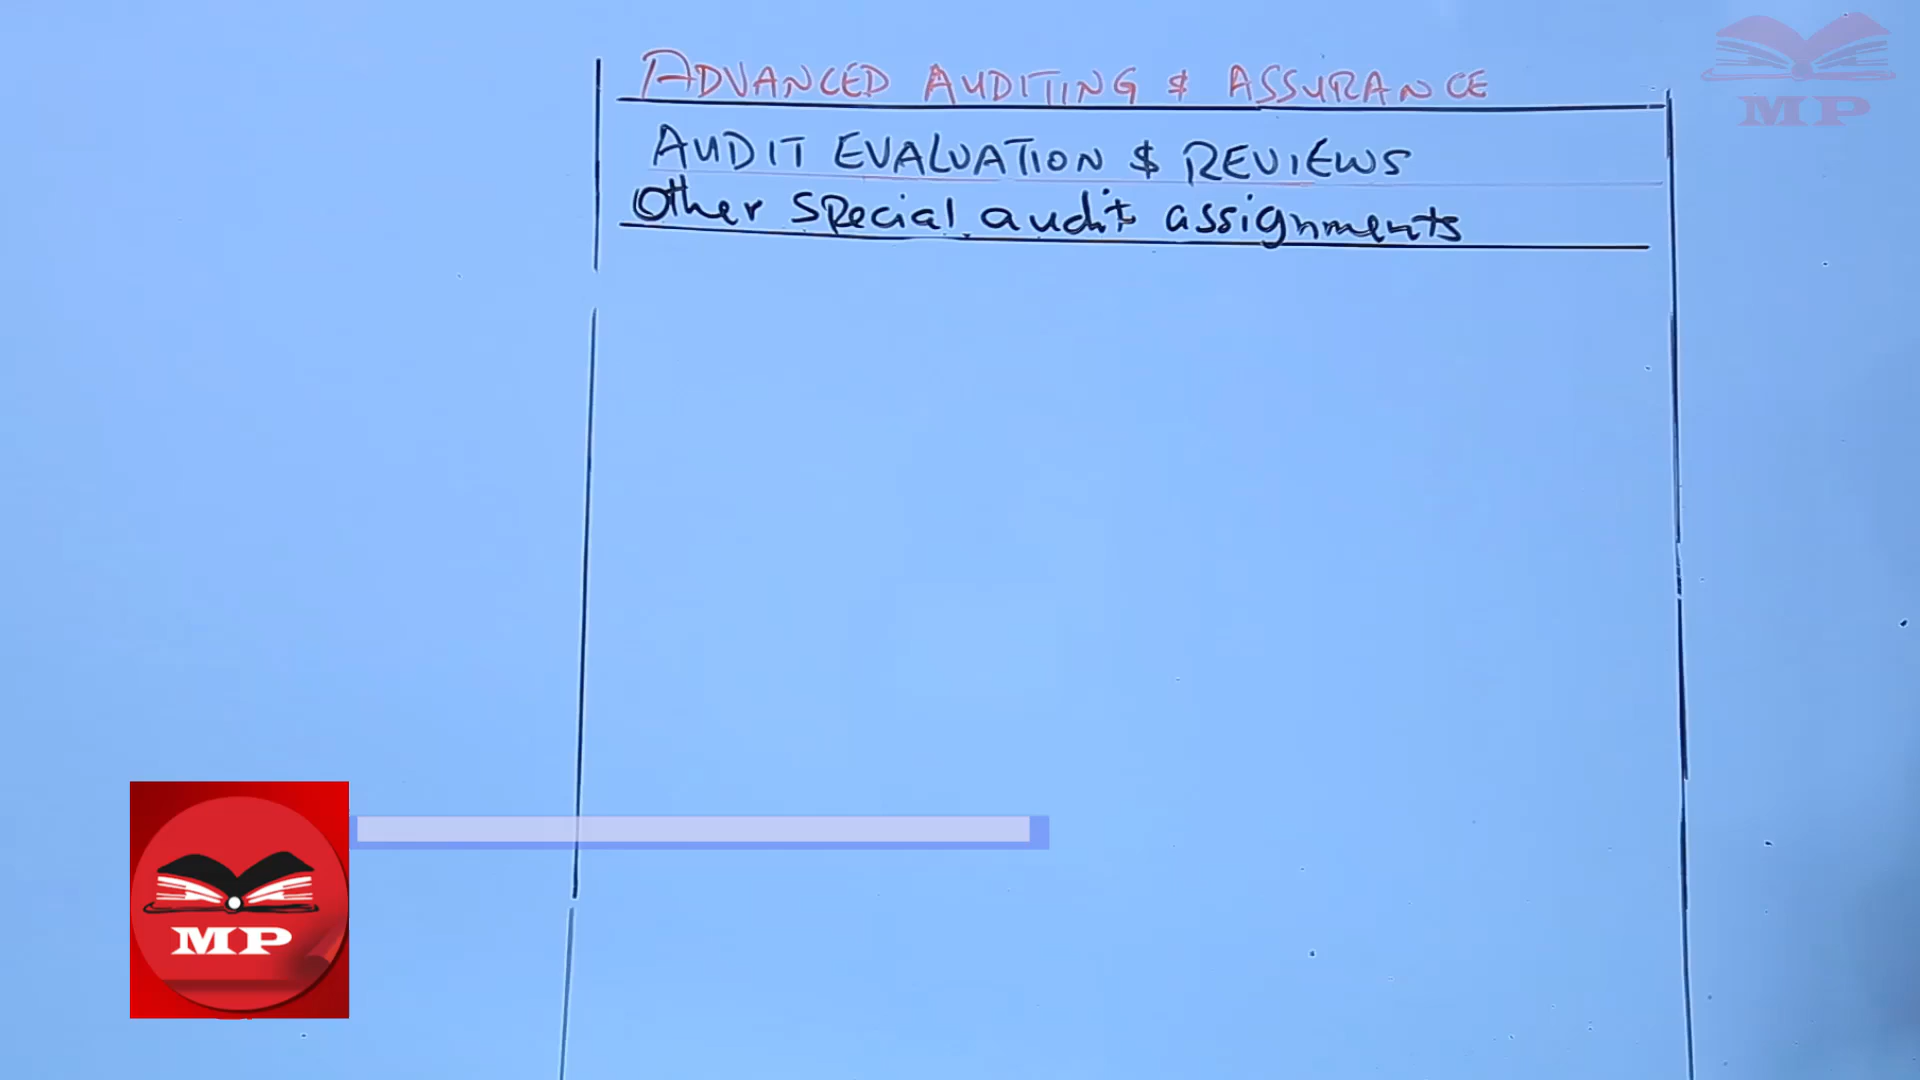 ADVANCED AUDITING & ASSURANCE
AUDIT EVALUATION & REVIEWS
Other special audit assignments
MP
MP